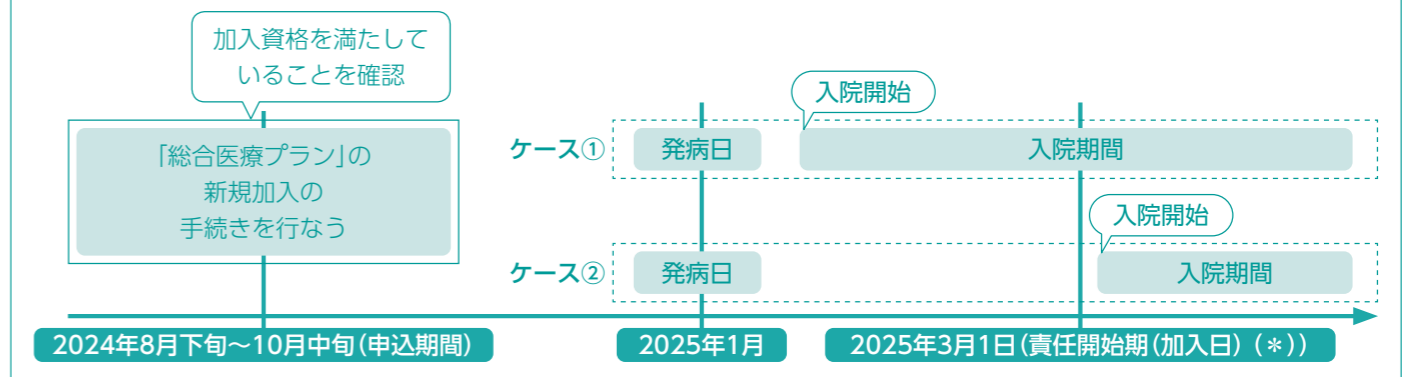 加入資格を満たして
いることを確認
「総合医療プラン」の
新規加入の
手続きを行なう
ケース①
発病日
入院開始
入院期間
ケース②
発病日
入院開始
入院期間
2024年8月下旬～10月中旬(申込期間)
2025年1月
2025年3月1日(責任開始期(加入日)(＊))